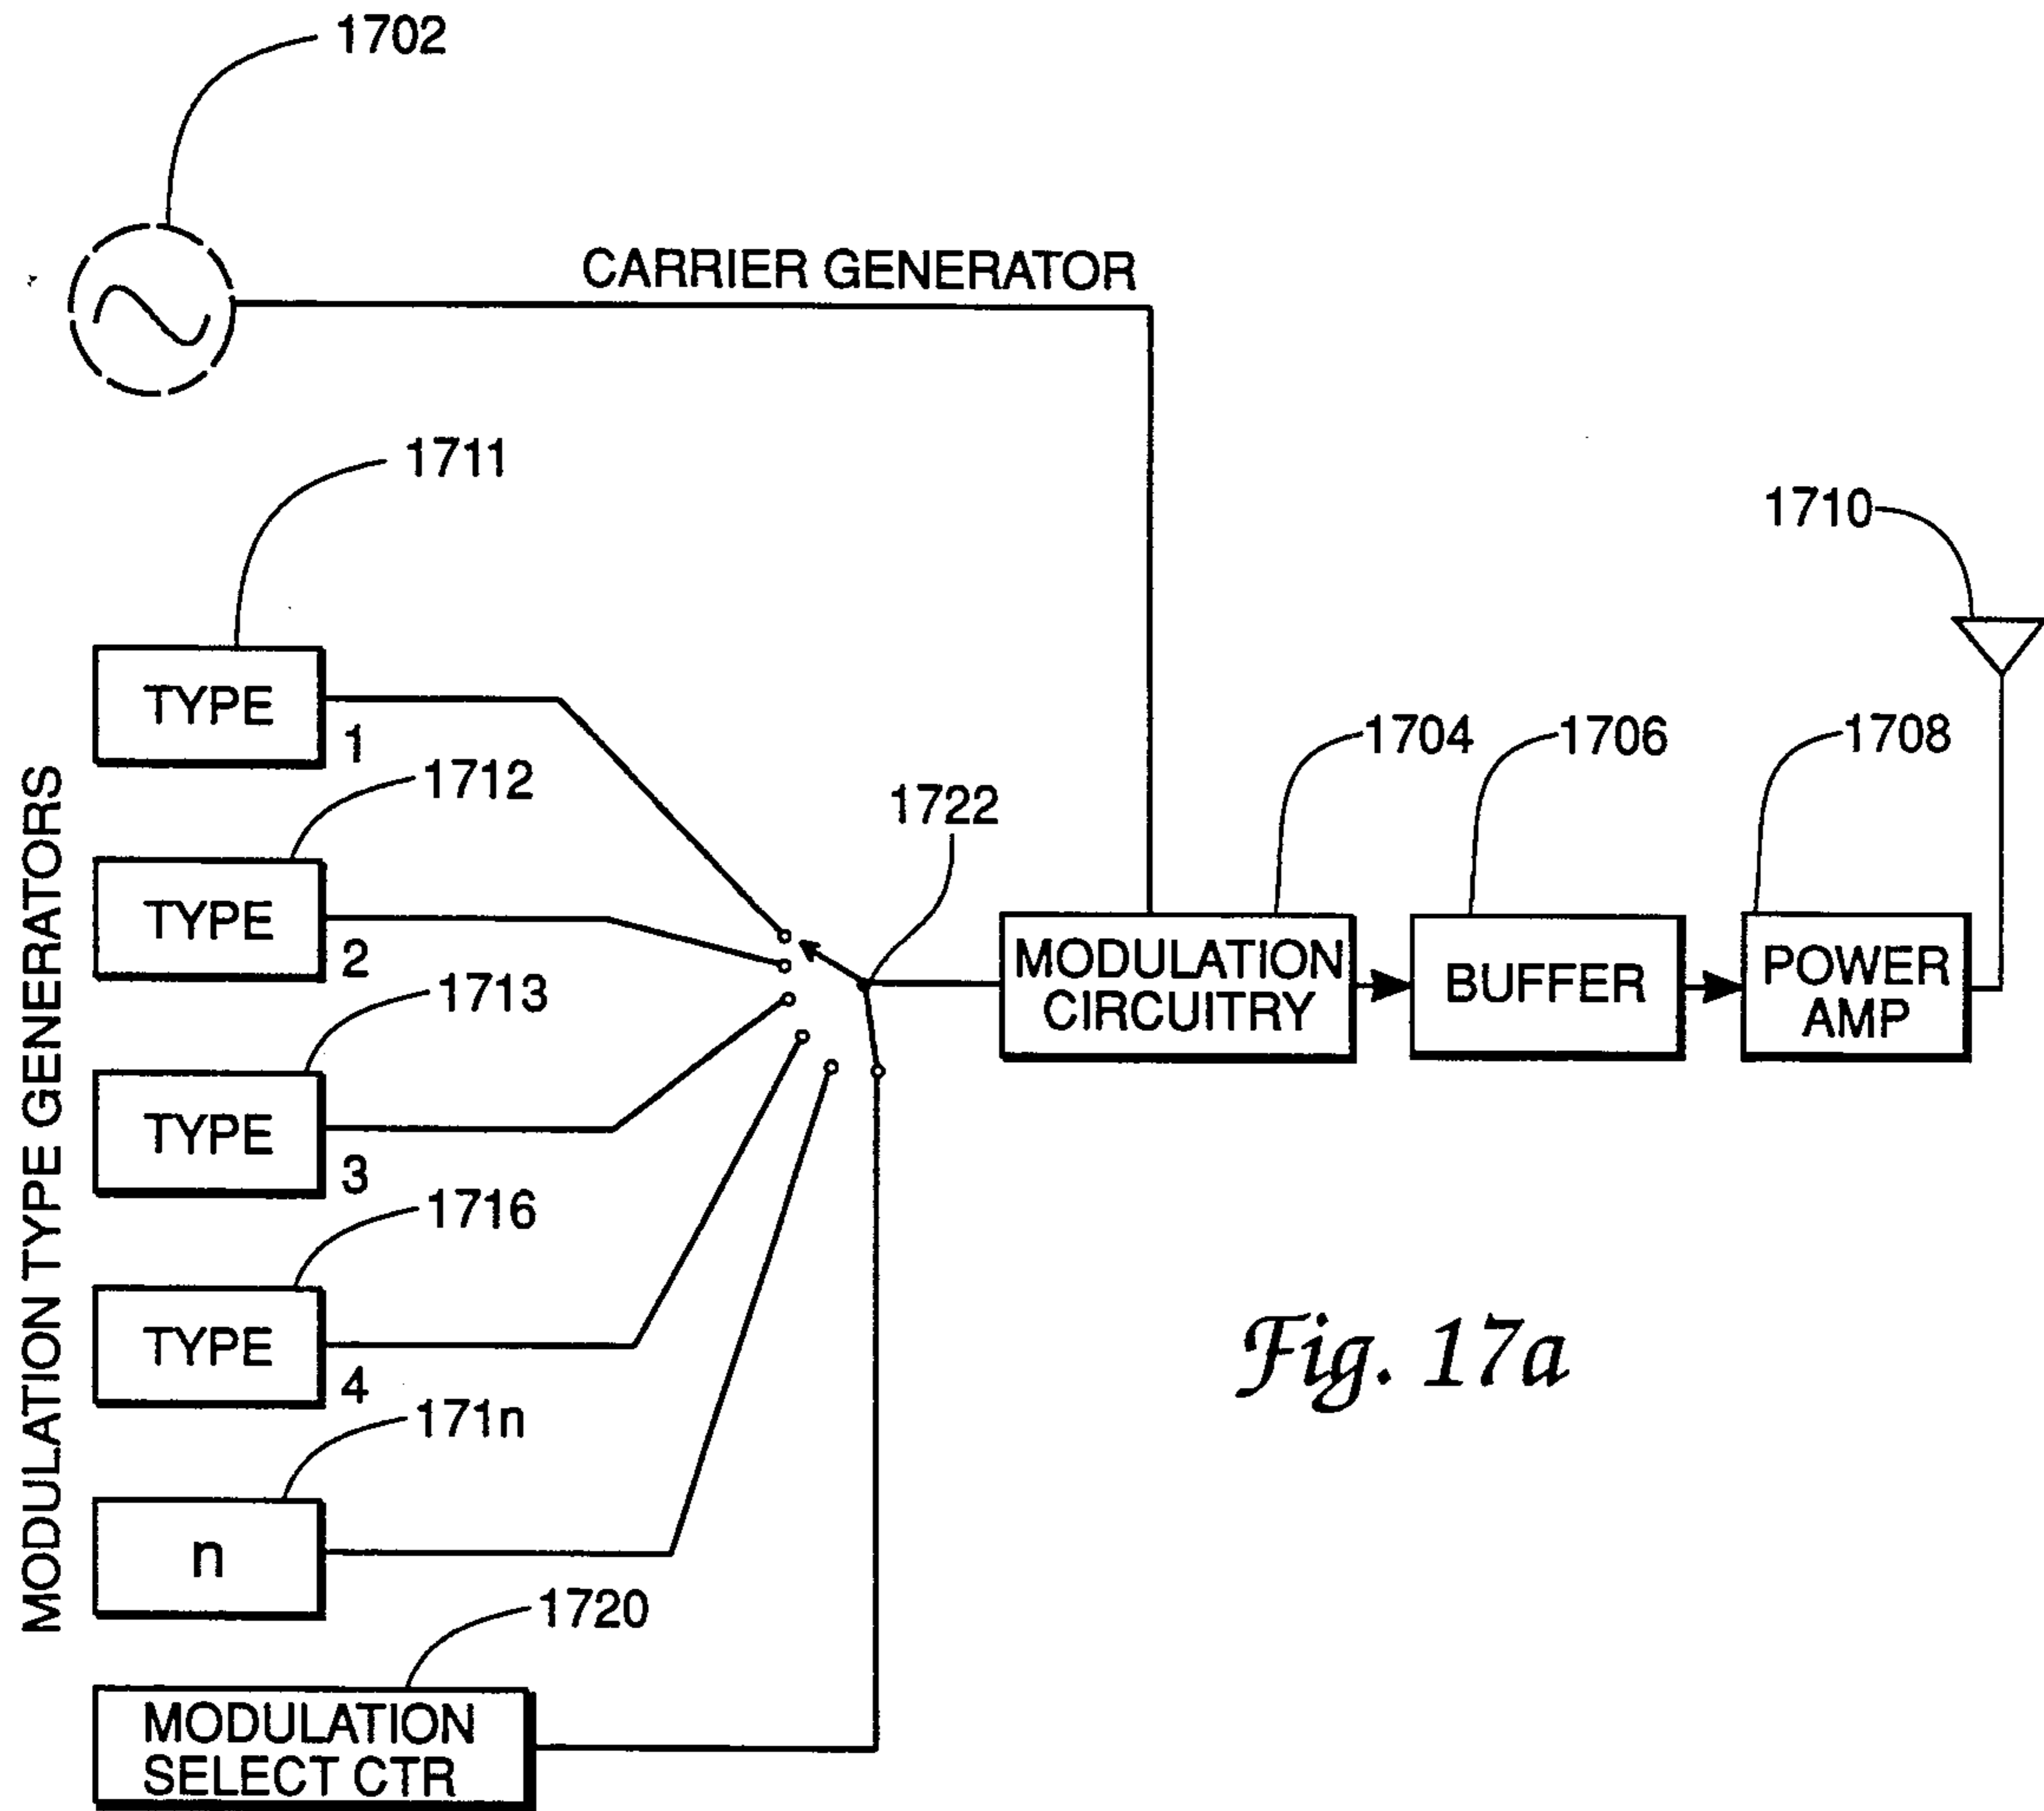 1702
CARRIER GENERATOR
1711
1710
TYPE
1
1704
1706
1708
1712
1722
MODULATION TYPE GENERATORS
TYPE
2
MODULATION
CIRCUITRY
BUFFER
POWER
AMP
1713
TYPE
3
1716
TYPE
4
Fig. 17a
171n
n
1720
MODULATION
SELECT CTR